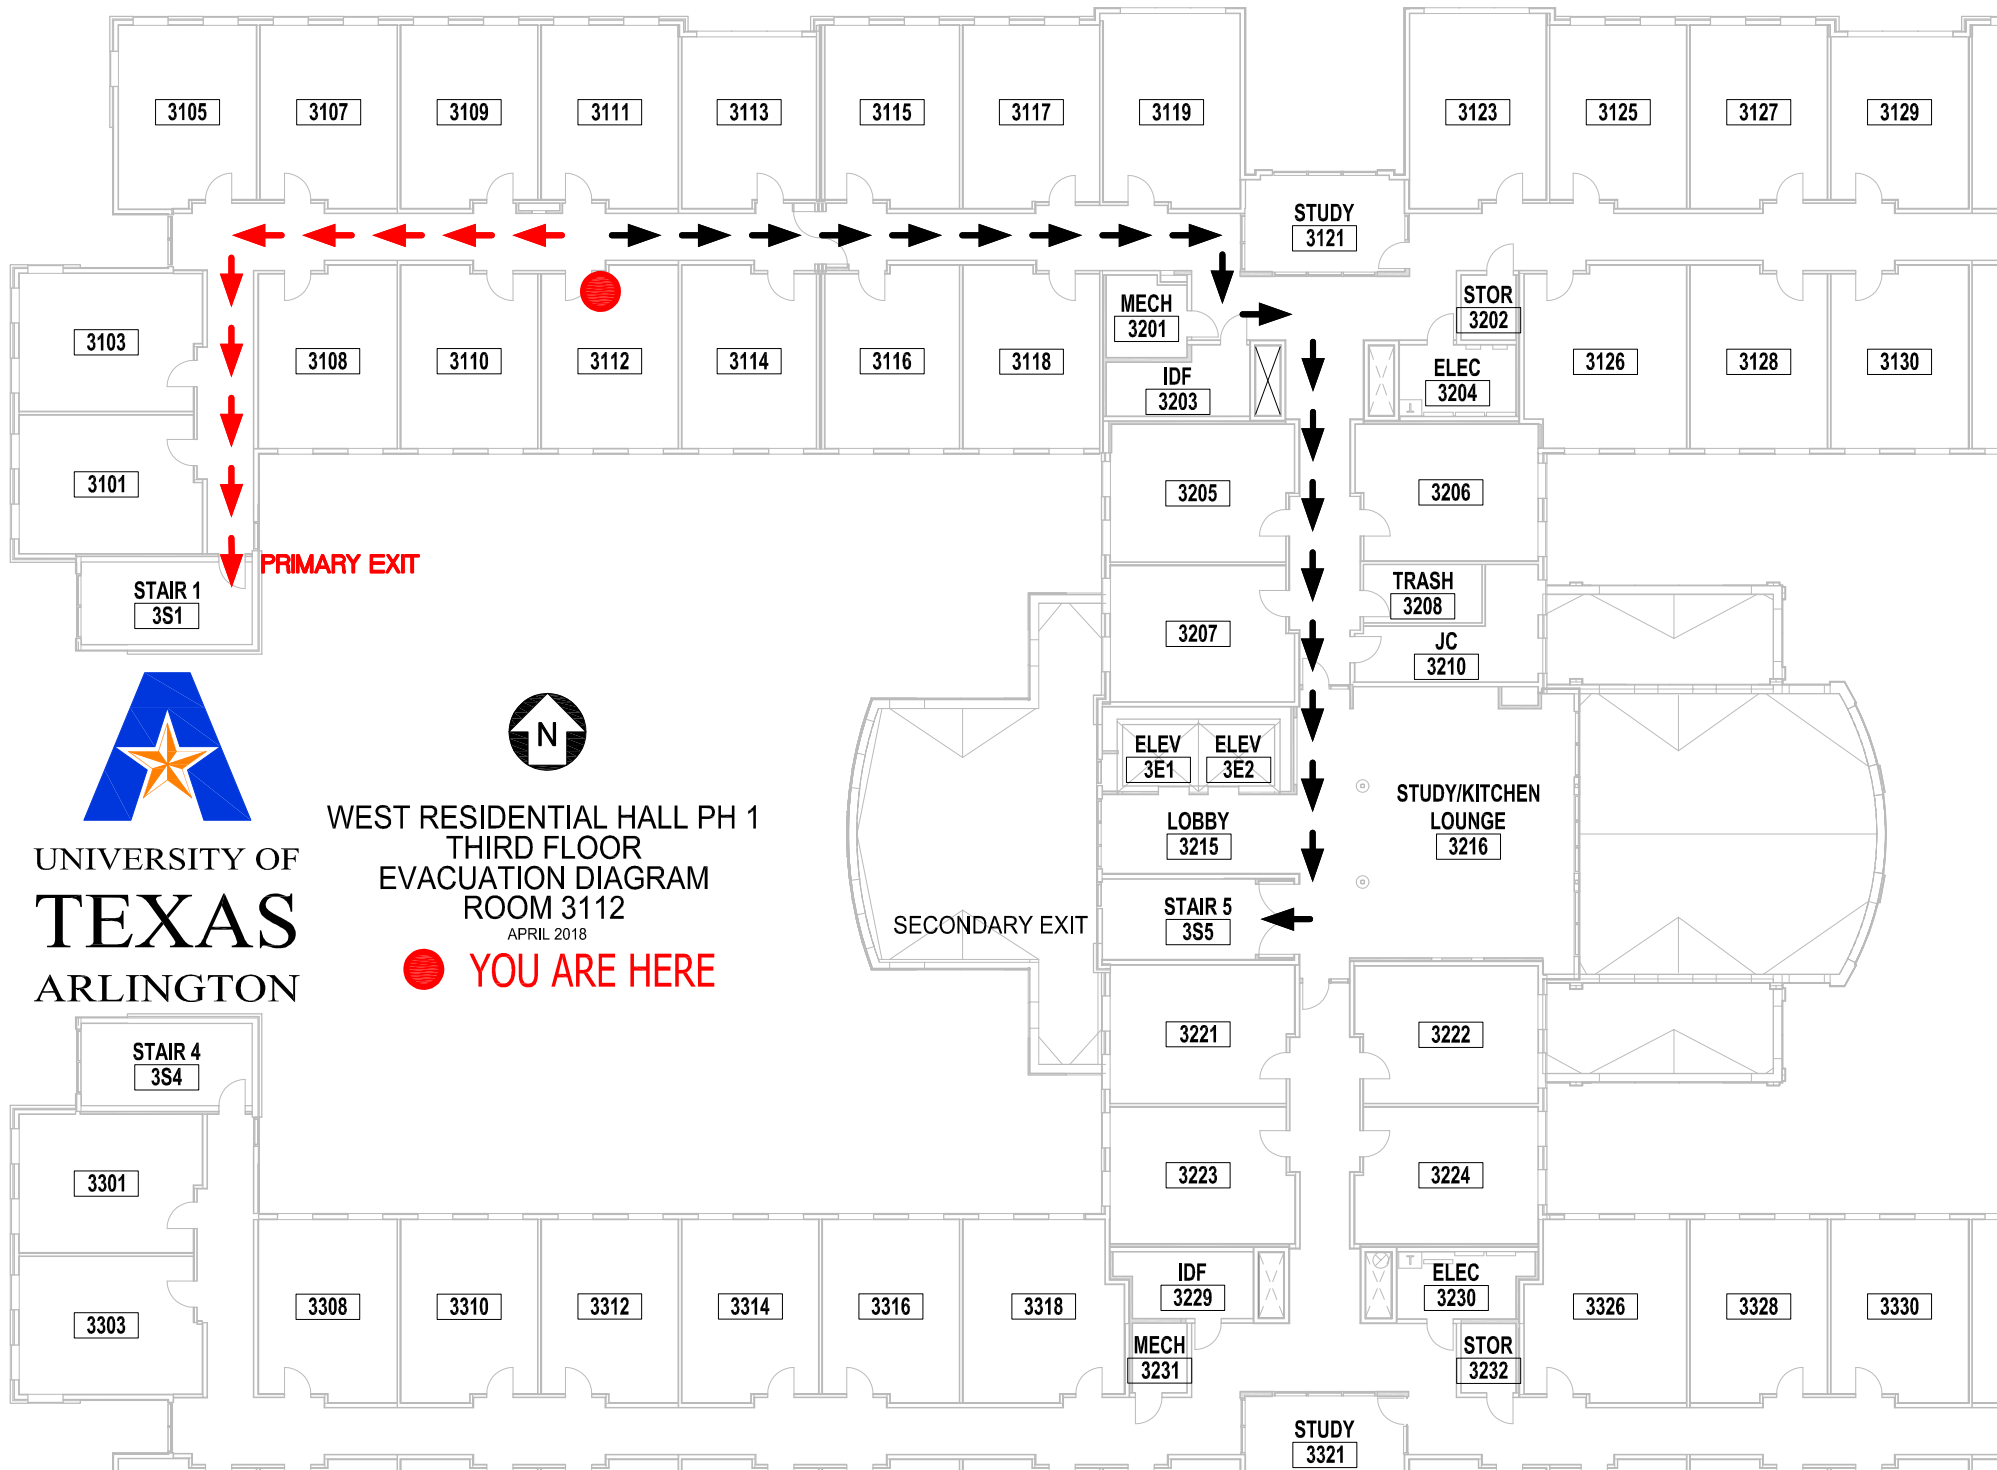 3105
3107
3109
3111
3113
3115
3117
3119
3123
3125
3127
3129
STUDY
3121
3103
3108
3110
3112
3114
3116
3118
MECH
3201
IDF
3203
STOR
3202
ELEC
3204
3126
3128
3130
3101
3205
3206
PRIMARY EXIT
STAIR 1
3S1
3207
TRASH
3208
JC
3210
N
ELEV
3E1
ELEV
3E2
LOBBY
3215
STUDY/KITCHEN
LOUNGE
3216
UNIVERSITY OF
TEXAS
ARLINGTON
WEST RESIDENTIAL HALL PH 1
THIRD FLOOR
EVACUATION DIAGRAM
ROOM 3112
APRIL 2018
YOU ARE HERE
SECONDARY EXIT
STAIR 5
3S5
STAIR 4
3S4
3221
3222
3301
3223
3224
3303
3308
3310
3312
3314
3316
3318
IDF
3229
T
ELEC
3230
MECH
3231
STOR
3232
3326
3328
3330
STUDY
3321